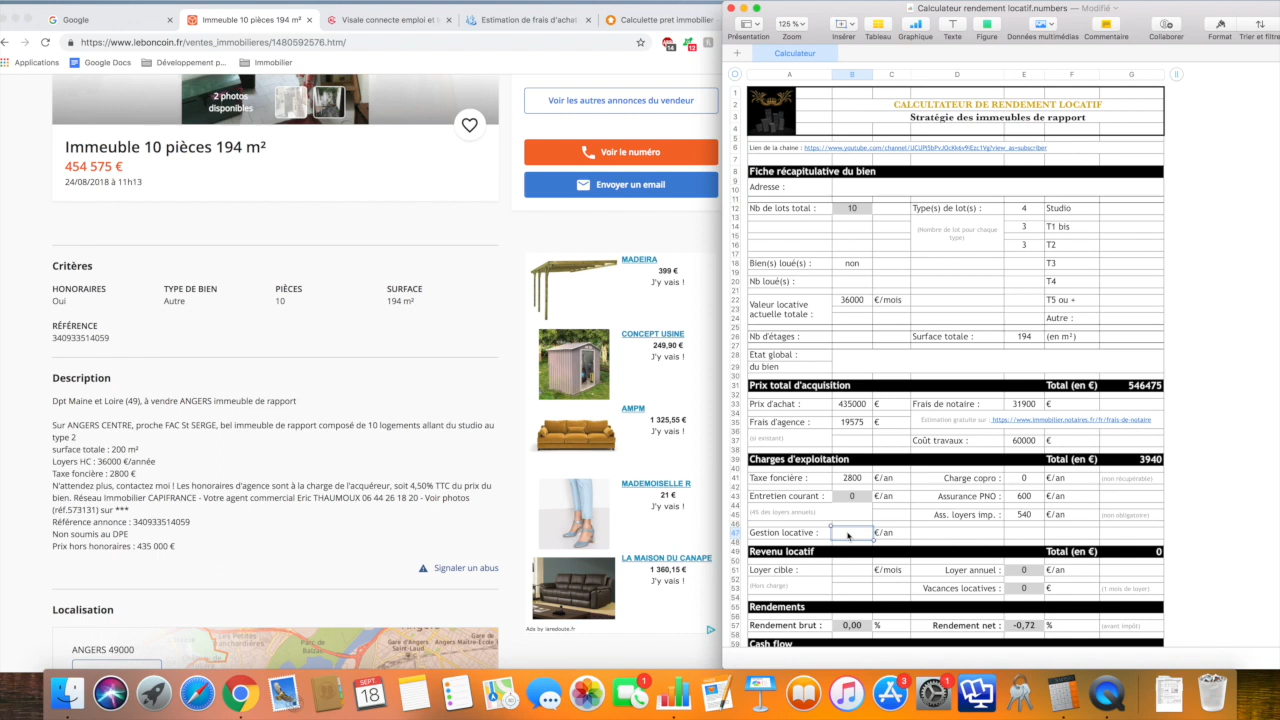 Google
Immeuble 10 pièces 194 m²
Visale connecte emploi et l
Estimation de frais d'achat
Calculette pret immobilier
https://www.leboncoin.fr/ventes_immobilieres/1480592576.htm/
14
12
Applications
Google Docs
Développement p...
Immobilier
2 photos
disponibles
Immeuble 10 pièces 194 m²
454 575 €
Voir les autres annonces du vendeur
Voir le numéro
Envoyer un email
Critères
TYPE DE BIEN
PIÈCES
SURFACE
Oui
Autre
10
194 m²
RÉFÉRENCE
340933514059
Description
Dpt Maine et Loire (49), à vendre ANGERS immeuble de rapport
Sur ANGERS CENTRE, proche FAC St SERGE, bel immeuble de rapport composé de 10 logements allant du studio au
type 2
surface totale : 200 m²
Loyers HC : 36000 €/année
Taxe foncière : 2800 €
N'attendez plus, contactez moi ! Les honoraires d'agence sont à la charge de l'acquéreur, soit 4,50% TTC du prix du
bien. Réseau Immobilier CAPIFRANCE - Votre agent commercial Eric THAUMOUX 06 44 26 18 20 - Voir photos
(réf.573131) sur ***
Référence annonce : 340933514059
Non soumis au DPE
Prix hors honoraires : 435 000 €
Signaler un abus
Localisation
ANGERS 49000
MADEIRA
399 €
J'y vais !
CONCEPT USINE
249,90 €
J'y vais !
AMPM
1 325,55 €
J'y vais !
MADEMOISELLE R
21 €
J'y vais !
LA MAISON DU CANAPE
1 360,15 €
J'y vais !
Ads by laredoute.fr
Calculateur rendement locatif.numbers — Modifié
125 %
Présentation Zoom Insérer Tableau Graphique Texte Figure Données multimédias Commentaire Collaborer Format Trier et filtre
Calculateur
A B C D E F G
CALCULTATEUR DE RENDEMENT LOCATIF
Stratégie des immeubles de rapport
Lien de la chaine :
Fiche récapitulative du bien
Adresse :
Nb de lots total : 10 Type(s) de lot(s) : 4 Studio
(Nombre de lot pour chaque
type)
3 T1 bis
3 T2
Bien(s) loué(s) : non T3
Nb loué(s) : T4
Valeur locative
actuelle totale :
36000 €/mois T5 ou +
Autre :
Nb d'étages : Surface totale : 194 (en m²)
Etat global :
du bien
Prix total d'acquisition Total (en €) 546475
Prix d'achat : 435000 € Frais de notaire : 31900 €
Estimation gratuite sur : https://www.immobilier.notaires.fr/fr/frais-de-notaire
Frais d'agence : 19575 €
(si existant)
Coût travaux : 60000 €
Charges d'exploitation Total (en €) 3940
Taxe foncière : 2800 €/an Charge copro : 0 €/an (non récupérable)
Entretien courant : 0 €/an Assurance PNO : 600 €/an
(4% des loyers annuels)
Ass. loyers imp. : 540 €/an (non obligatoire)
Gestion locative : €/an
Revenu locatif Total (en €) 0
Loyer cible : €/mois Loyer annuel : 0 €/an
(Hors charge)
Vacances locatives : 0 € (1 mois de loyer)
Rendements
Rendement brut : 0,00 % Rendement net : -0,72 % (avant impôt)
Cash flow
SEPT.
18
1
3
1